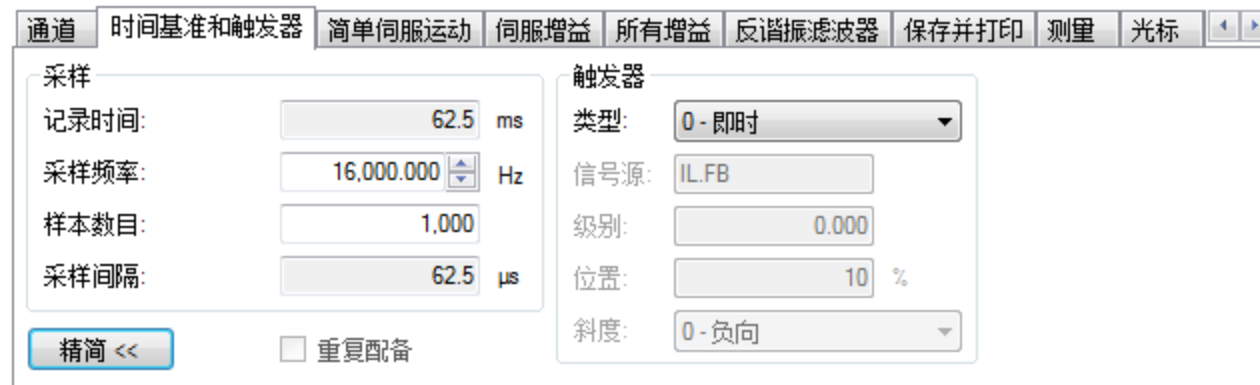 通道 时间基准和触发器 简单伺服运动 伺服增益 所有增益 反谐振滤波器 保存并打印 测量 光标
采样
记录时间: 62.5 ms
采样频率: 16,000.000 Hz
样本数目: 1,000
采样间隔: 62.5 µs
精简 << 重复配备
触发器
类型: 0 - 即时
信号源: IL.FB
级别: 0.000
位置: 10 %
斜度: 0 - 负向